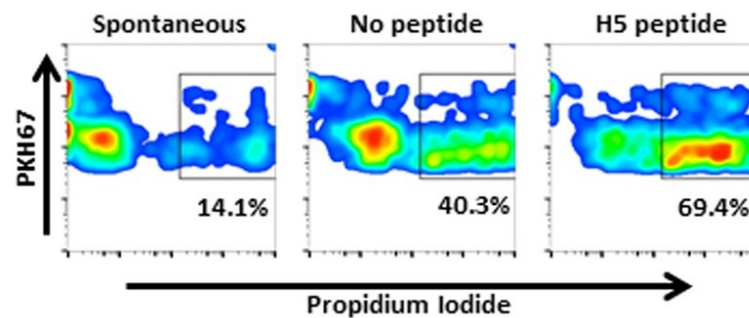 Spontaneous No peptide H5 peptide
PKH67
14.1% 40.3% 69.4%
Propidium Iodide